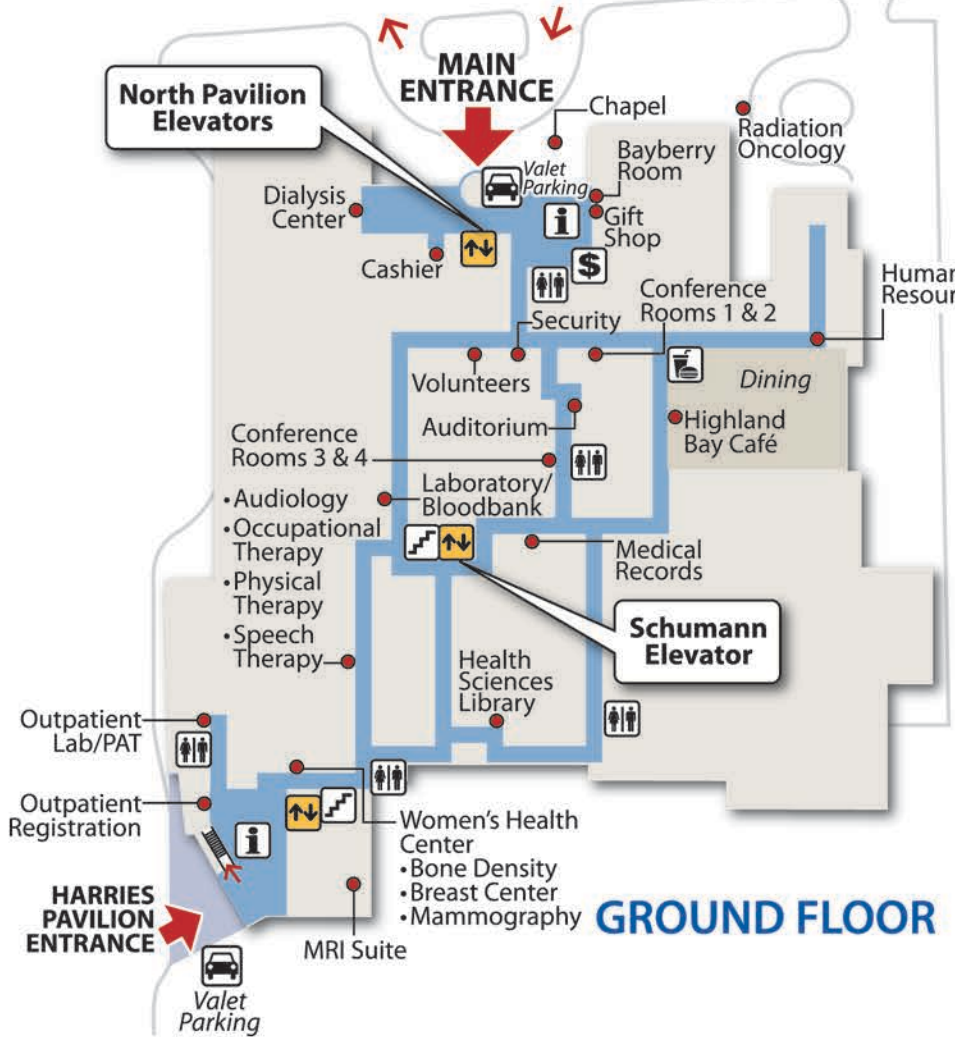 MAIN
ENTRANCE
North Pavilion
Elevators
Chapel
Radiation
Oncology
Valet
Parking
Bayberry
Room
Dialysis
Center
i
Gift
Shop
Cashier
$
Human
Resour
Conference
Rooms 1 & 2
Security
Volunteers
Dining
Auditorium
Highland
Bay Café
Conference
Rooms 3 & 4
Laboratory/
Bloodbank
•Audiology
•Occupational
Therapy
•Physical
Therapy
•Speech
Therapy
Medical
Records
Schumann
Elevator
Health
Sciences
Library
Outpatient
Lab/PAT
Outpatient
Registration
i
Women's Health
Center
•Bone Density
•Breast Center
•Mammography
HARRIES
PAVILION
ENTRANCE
MRI Suite
GROUND FLOOR
Valet
Parking